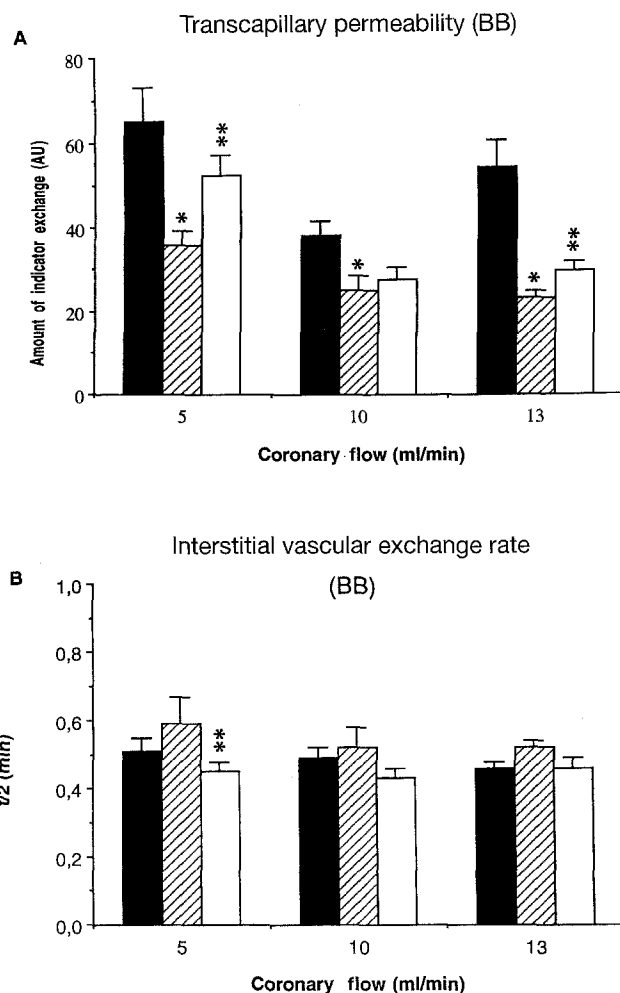 Transcapillary permeability (BB)
A
Amount of indicator exchange (AU)
80
60
40
20
0
**
*
*
**
*
5 10 13
Coronary flow (ml/min)
Interstitial vascular exchange rate
(BB)
B
t/2 (min)
1,0
0,8
0,6
0,4
0,2
0,0
**
5 10 13
Coronary flow (ml/min)